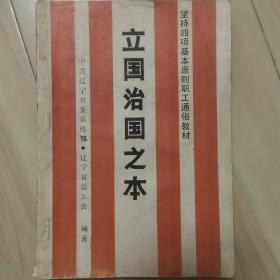 坚持四项基本原则职工通俗教材
立国治国之本
中共辽宁省委宣传部·辽宁省总工会 编著